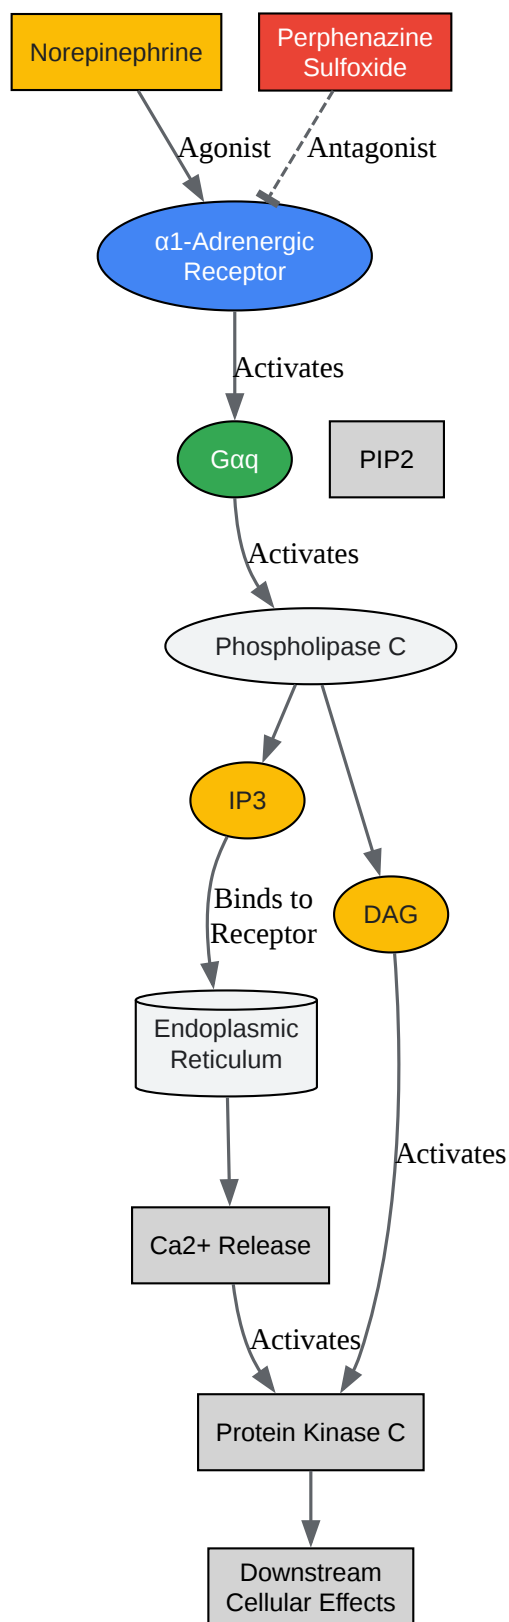 Norepinephrine
Perphenazine
Sulfoxide
Agonist
Antagonist
α1-Adrenergic
Receptor
Activates
Gαq
PIP2
Activates
Phospholipase C
IP3
Binds to
Receptor
DAG
Endoplasmic
Reticulum
Activates
Ca2+ Release
Activates
Protein Kinase C
Downstream
Cellular Effects